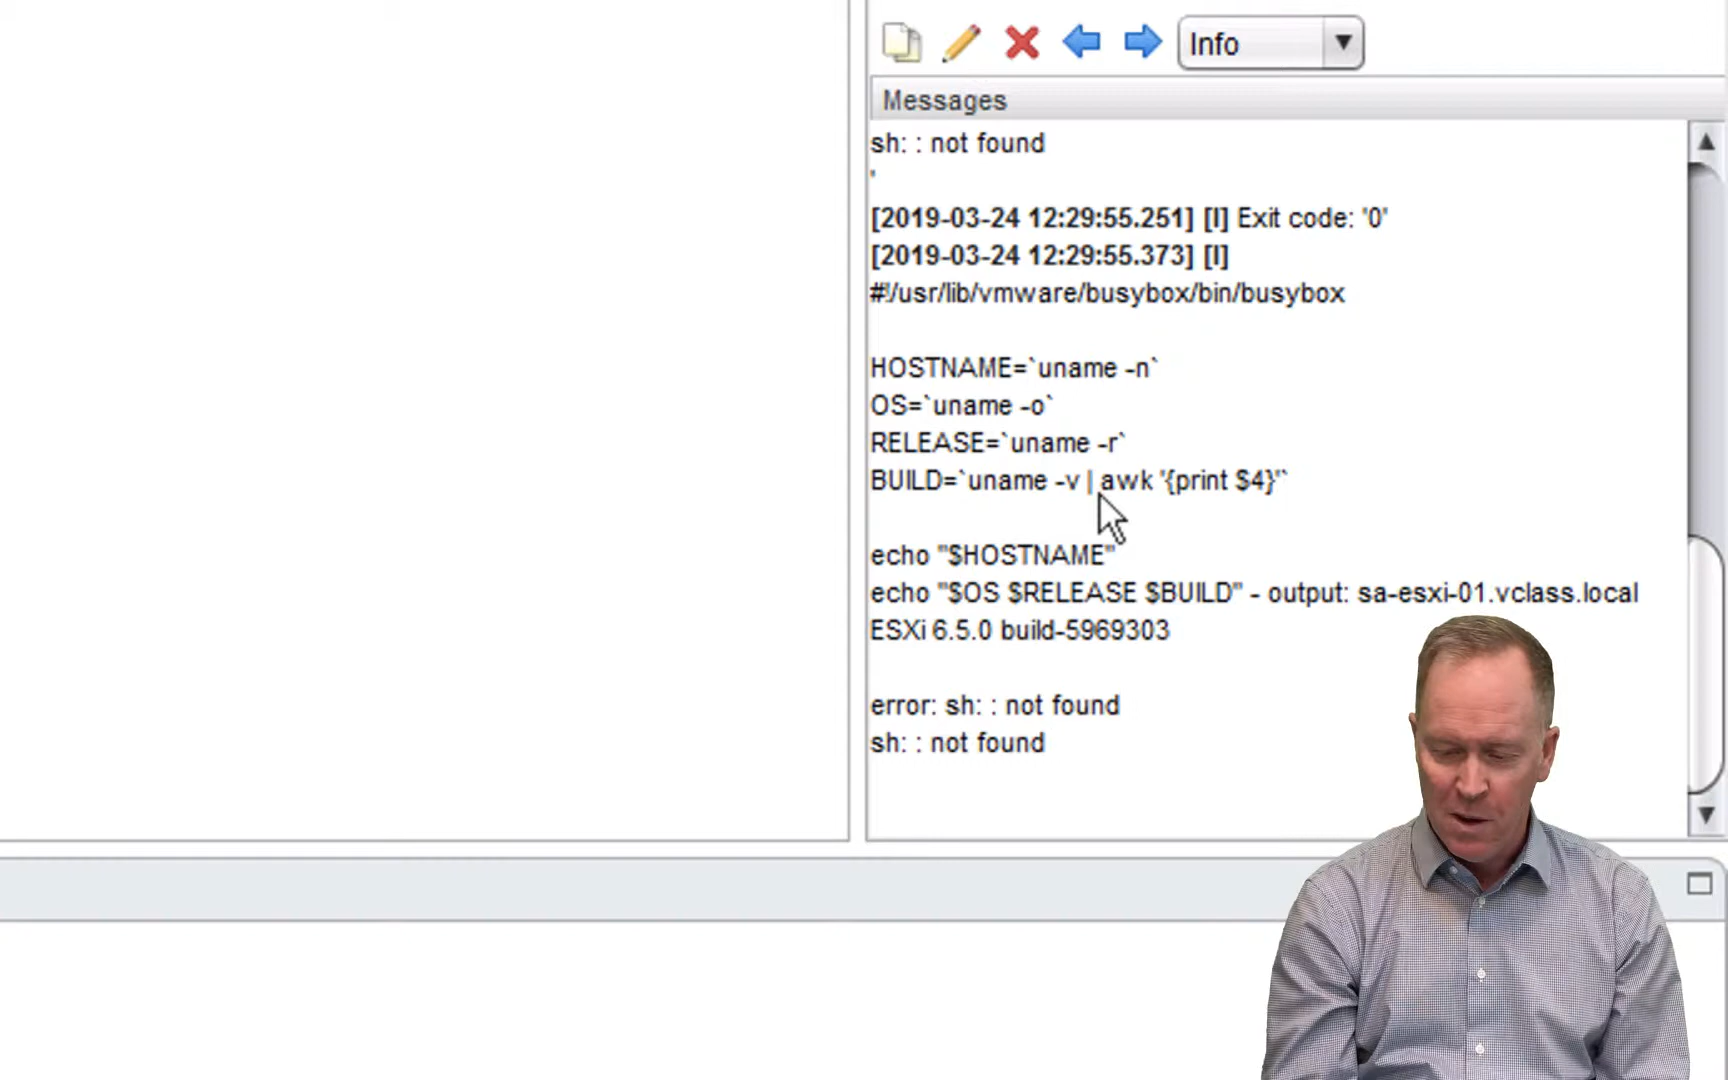 Info
Messages
sh: : not found
'
[2019-03-24 12:29:55.251] [I] Exit code: '0'
[2019-03-24 12:29:55.373] [I]
#!/usr/lib/vmware/busybox/bin/busybox
HOSTNAME=`uname -n`
OS=`uname -o`
RELEASE=`uname -r`
BUILD=`uname -v | awk '{print $4}'`
echo "$HOSTNAME"
echo "$OS $RELEASE $BUILD" - output: sa-esxi-01.vclass.local
ESXi 6.5.0 build-5969303
error: sh: : not found
sh: : not found